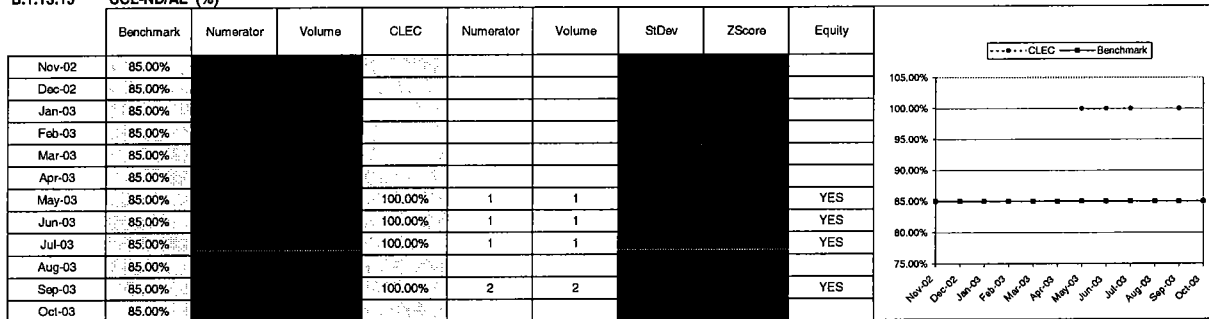 Benchmark Numerator Volume CLEC Numerator Volume StDev ZScore Equity
Nov-02 85.00%
Dec-02 85.00%
Jan-03 85.00%
Feb-03 85.00%
Mar-03 85.00%
Apr-03 85.00%
May-03 85.00% 100.00% 1 1 YES
Jun-03 85.00% 100.00% 1 1 YES
Jul-03 85.00% 100.00% 1 1 YES
Aug-03 85.00%
Sep-03 85.00% 100.00% 2 2 YES
Oct-03 85.00%
CLEC Benchmark
105.00%
100.00%
95.00%
90.00%
85.00%
80.00%
75.00%
Nov-02 Dec-02 Jan-03 Feb-03 Mar-03 Apr-03 May-03 Jun-03 Jul-03 Aug-03 Sep-03 Oct-03